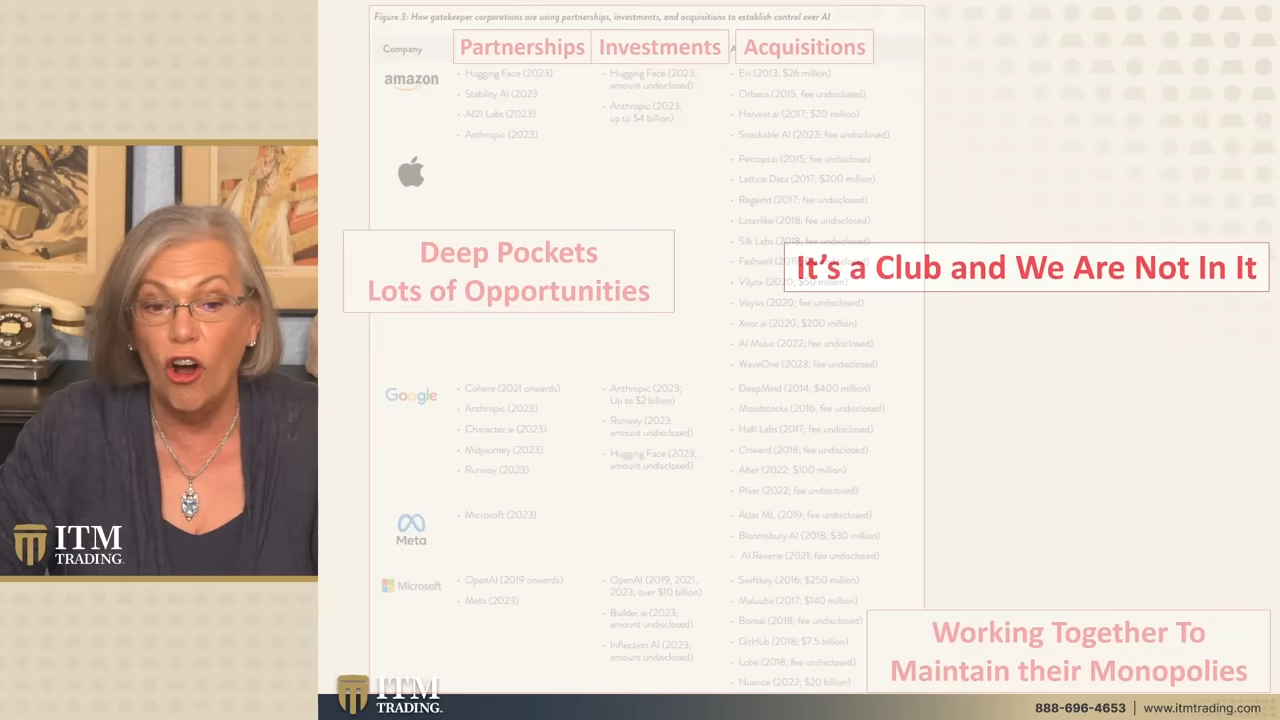 Figure 3: How gatekeeper corporations are using partnerships, investments, and acquisitions to establish control over AI
Company
Partnerships
Investments
A
Acquisitions
amazon
• Hugging Face (2023)
• Stability AI (2023
• AI21 Labs (2023)
• Anthropic (2023)
• Hugging Face (2023,
amount undisclosed)
• Anthropic (2023,
up to $4 billion)
• Evi (2013; $26 million)
• Orbeus (2015, fee undisclosed)
• Harvest.ai (2017; $20 million)
• Snackable AI (2023; fee undisclosed)
• Perceptio (2015; fee undisclosed
• Lattice Data (2017; $200 million)
• Regaind (2017; fee undisclosed)
• Laserlike (2018, fee undisclosed)
• Silk Labs (2018; fee undisclosed)
• Fashwell
• Vilynx (2020, $50 million)
• Voysis (2020; fee undisclosed)
• Xnor.ai (2020; $200 million)
• AI Music (2022; fee undisclosed)
• WaveOne (2023; fee undisclosed)
Deep Pockets
Lots of Opportunities
It's a Club and We Are Not In It
Google
• Cohere (2021 onwards)
• Anthropic (2023)
• Character.ai (2023)
• Midjourney (2023)
• Runway (2023)
• Anthropic (2023;
Up to $2 billion)
• Runway (2023;
amount undisclosed)
• Hugging Face (2023,
amount undisclosed)
• DeepMind (2014; $400 million)
• Moodstocks (2016; fee undisclosed)
• Halli Labs (2017; fee undisclosed)
• Onward (2018; fee undisclosed)
• Alter (2022; $100 million)
• Phiar (2022; fee undisclosed)
Meta
• Microsoft (2023)
• Atlas ML (2019, fee undisclosed)
• Bloomsbury AI (2018; $30 million)
• AI.Reverie (2021; fee undisclosed)
Microsoft
• OpenAI (2019 onwards)
• Meta (2023)
• OpenAI (2019, 2021,
2023; over $10 billion)
• Builder.ai (2023;
amount undisclosed)
• Inflection AI (2023;
amount undisclosed)
• Swiftkey (2016; $250 million)
• Maluuba (2017; $140 million)
• Bonsai (2018; fee undisclosed)
• GitHub (2018; $7.5 billion)
• Lobe (2018; fee undisclosed)
• Nuance (2022; $20 billion)
Working Together To
Maintain their Monopolies
ITM
TRADING.
ITM
TRADING.
888-696-4653 | www.itmtrading.com